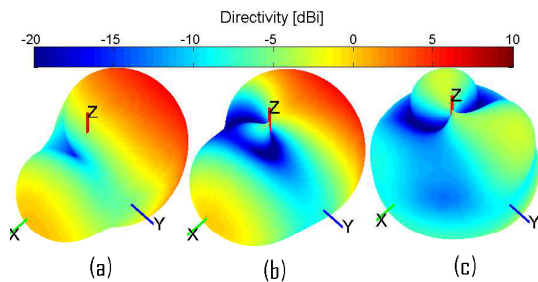 Directivity [dBi]
-20 -15 -10 -5 0 5 10
Z Z Z
X Y X Y X Y
(a) (b) (c)